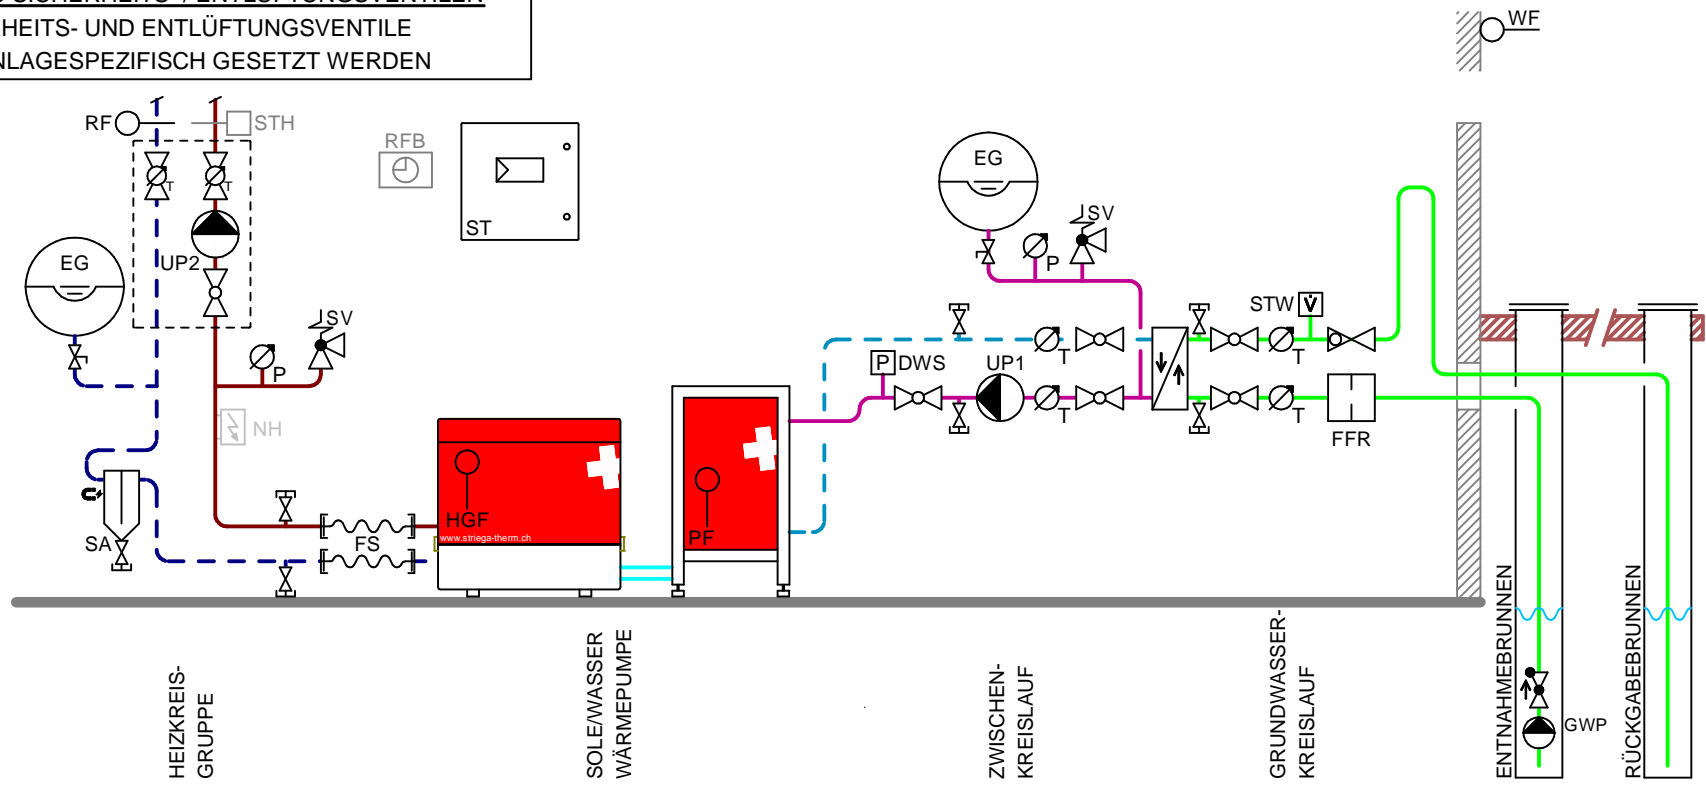 SICHERHEITS-/ ENTLÜFTUNGSVENTILEN
HEITS- UND ENTLÜFTUNGSVENTILE
NLAGESPEZIFISCH GESETZT WERDEN
WF
RF
STH
RFB
ST
T
T
UP2
EG
SV
P
NH
SA
FS
HGF
www.striega-therm.ch
PF
EG
SV
P
STW
V̇
T
T
P
DWS
UP1
T
T
FFR
HEIZKREIS-
GRUPPE
SOLE/WASSER
WÄRMEPUMPE
ZWISCHEN-
KREISLAUF
GRUNDWASSER-
KREISLAUF
ENTNAHMEBRUNNEN
GWP
RÜCKGABEBRUNNEN